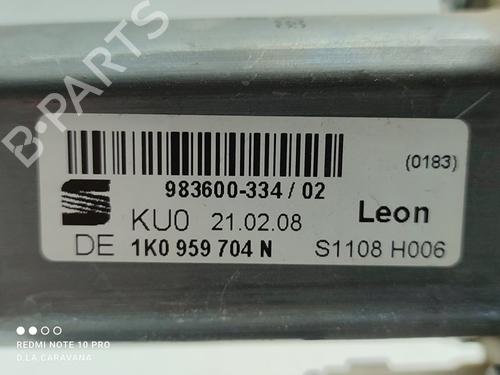 (0183)
983600-334 / 02
KU0 21.02.08 Leon
DE 1K0 959 704 N S1108 H006
B-PARTS
REDMI NOTE 10 PRO
D.LA CARAVANA